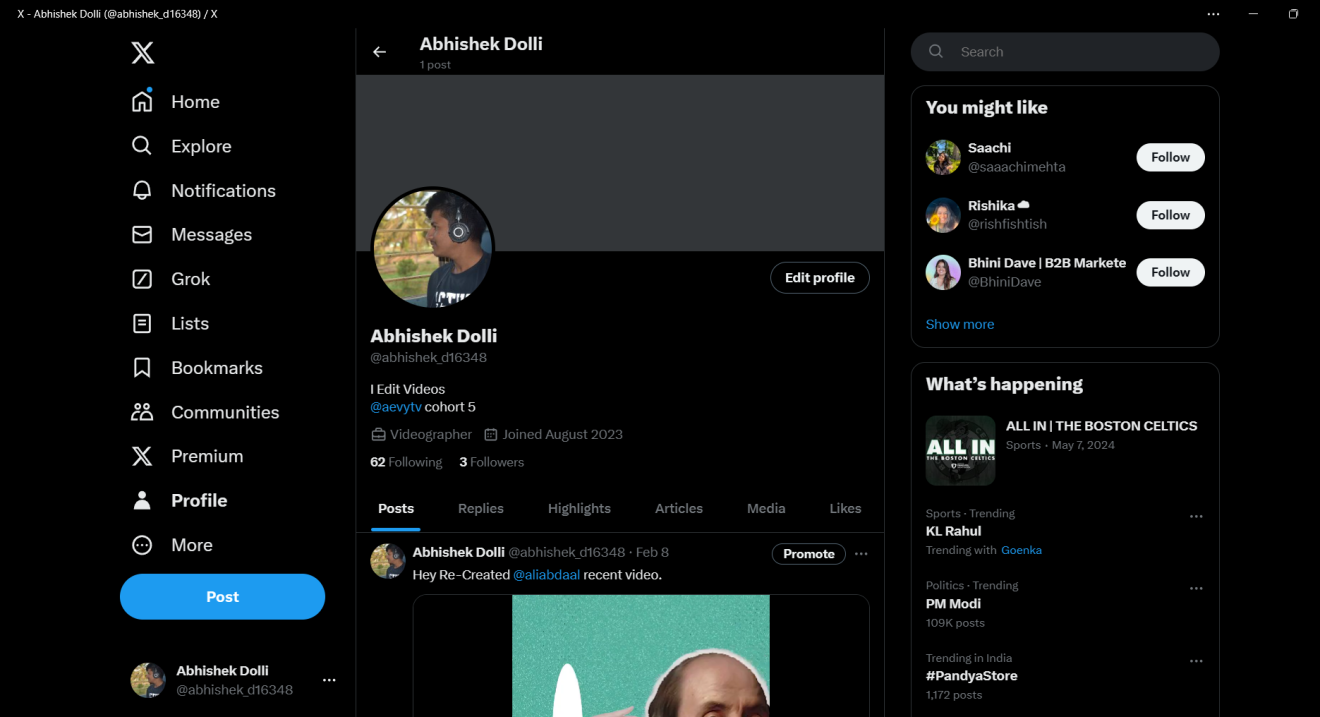 X - Abhishek Dolli (@abhishek_d16348) / X
Home
Explore
Notifications
Messages
Grok
Lists
Bookmarks
Communities
Premium
Profile
More
Post
Abhishek Dolli
@abhishek_d16348
Abhishek Dolli
1 post
Edit profile
Abhishek Dolli
@abhishek_d16348
I Edit Videos
@aevytv cohort 5
Videographer Joined August 2023
62 Following 3 Followers
Posts Replies Highlights Articles Media Likes
Abhishek Dolli @abhishek_d16348 · Feb 8
Promote
Hey Re-Created @aliabdaal recent video.
Search
You might like
Saachi
@saaachimehta
Follow
Rishika
@rishfishtish
Follow
Bhini Dave | B2B Markete
@BhiniDave
Follow
Show more
What’s happening
ALL IN
THE BOSTON CELTICS
ALL IN | THE BOSTON CELTICS
Sports · May 7, 2024
Sports · Trending
KL Rahul
Trending with Goenka
Politics · Trending
PM Modi
109K posts
Trending in India
#PandyaStore
1,172 posts